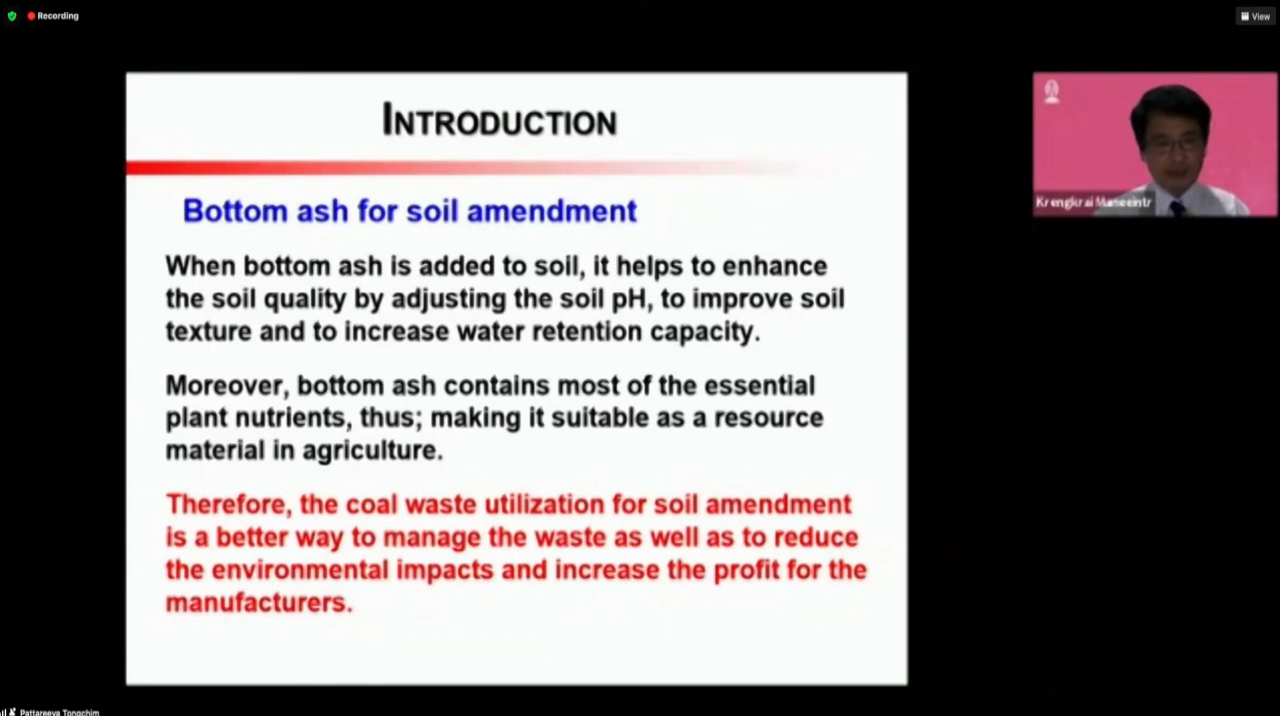 Recording
View
INTRODUCTION
Bottom ash for soil amendment
When bottom ash is added to soil, it helps to enhance
the soil quality by adjusting the soil pH, to improve soil
texture and to increase water retention capacity.
Moreover, bottom ash contains most of the essential
plant nutrients, thus; making it suitable as a resource
material in agriculture.
Therefore, the coal waste utilization for soil amendment
is a better way to manage the waste as well as to reduce
the environmental impacts and increase the profit for the
manufacturers.
Krengkrai Maneeintr
Pattareeya Tongchim